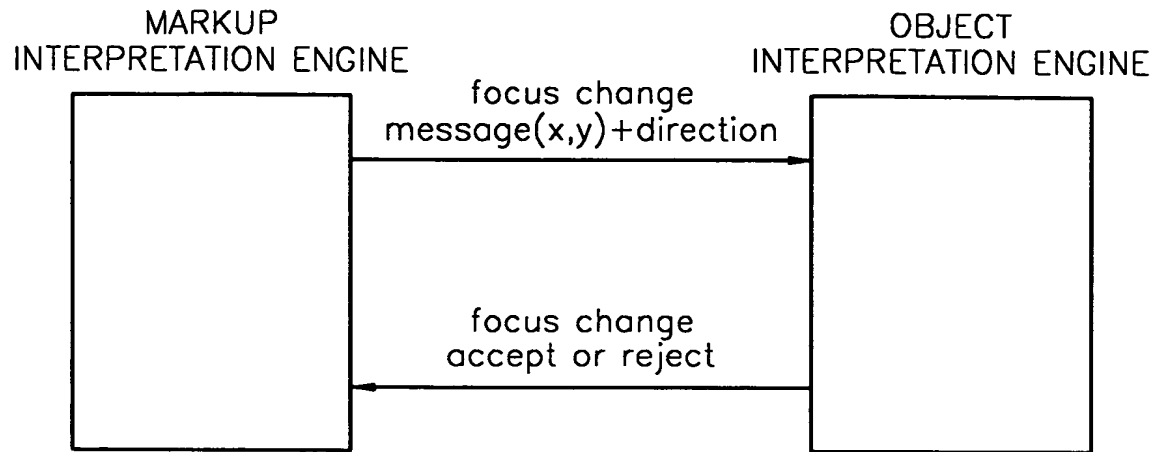 MARKUP
INTERPRETATION ENGINE
OBJECT
INTERPRETATION ENGINE
focus change
message(x,y)+direction
focus change
accept or reject